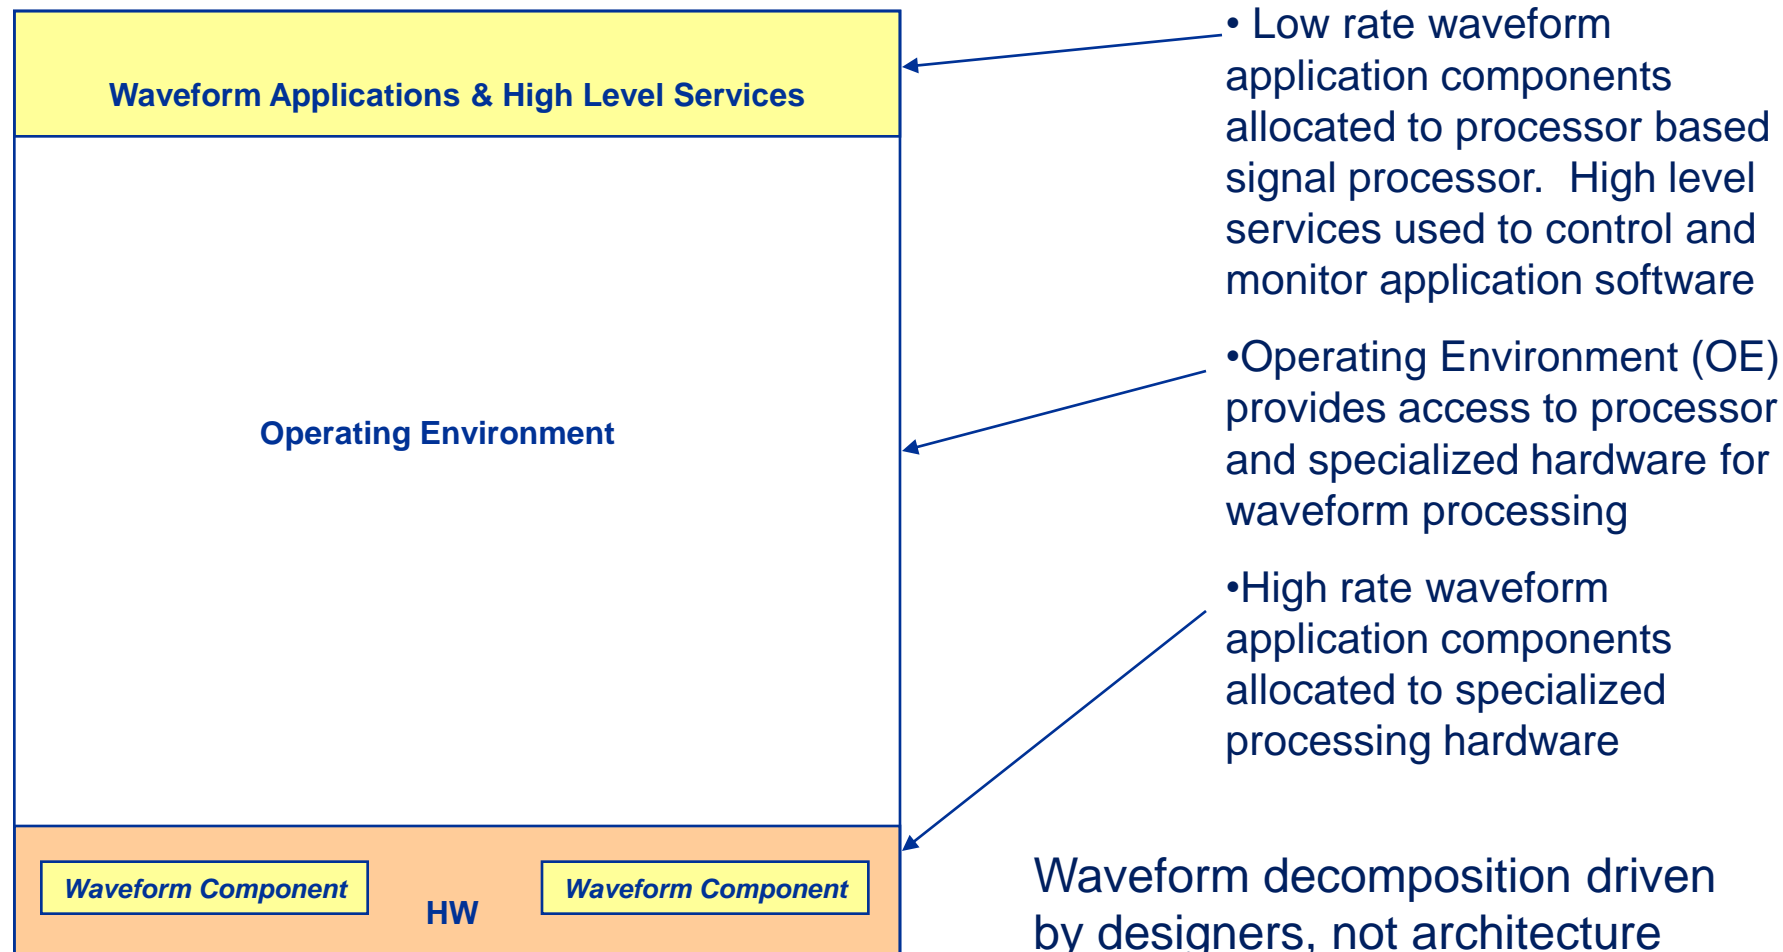 Waveform Applications & High Level Services
Operating Environment
Waveform Component
HW
Waveform Component
• Low rate waveform
application components
allocated to processor based
signal processor.  High level
services used to control and
monitor application software
•Operating Environment (OE)
provides access to processor
and specialized hardware for
waveform processing
•High rate waveform
application components
allocated to specialized
processing hardware
Waveform decomposition driven
by designers, not architecture